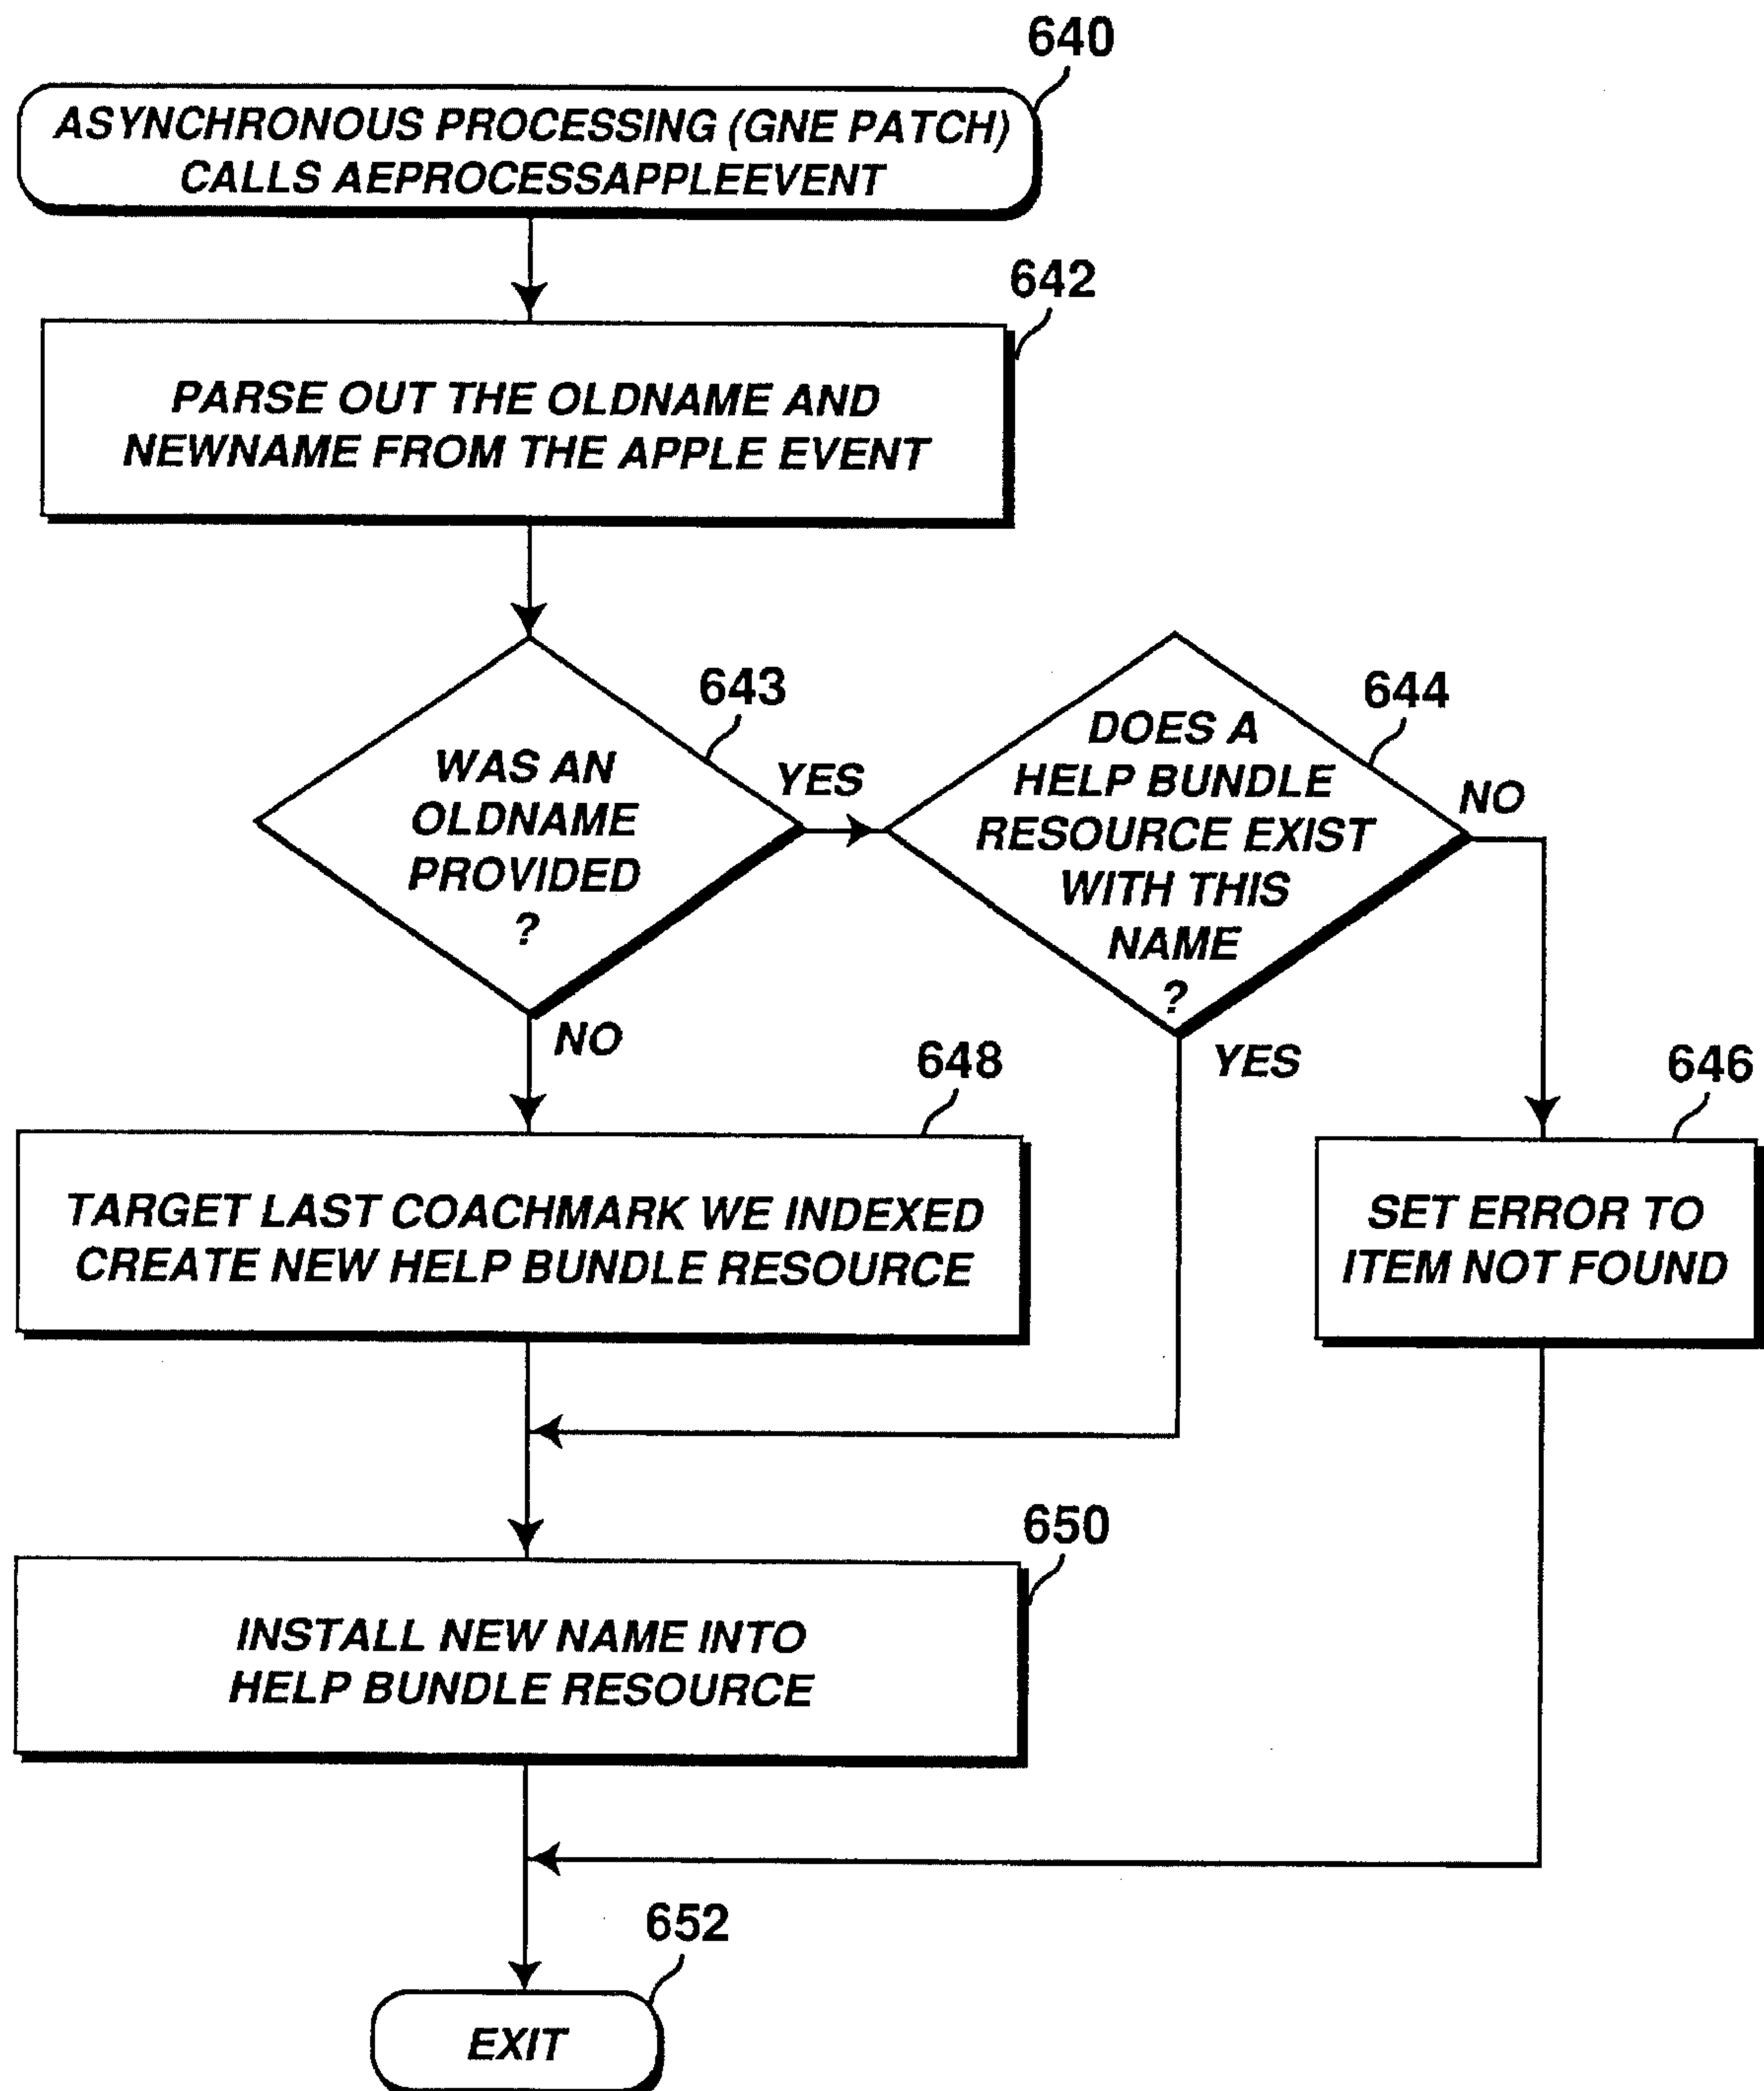 640
ASYNCHRONOUS PROCESSING (GNE PATCH)
CALLS AEPROCESSAPPLEEVENT
642
PARSE OUT THE OLDNAME AND
NEWNAME FROM THE APPLE EVENT
643
WAS AN
OLDNAME
PROVIDED
?
YES
NO
644
DOES A
HELP BUNDLE
RESOURCE EXIST
WITH THIS
NAME
?
NO
YES
648
TARGET LAST COACHMARK WE INDEXED
CREATE NEW HELP BUNDLE RESOURCE
646
SET ERROR TO
ITEM NOT FOUND
650
INSTALL NEW NAME INTO
HELP BUNDLE RESOURCE
652
EXIT